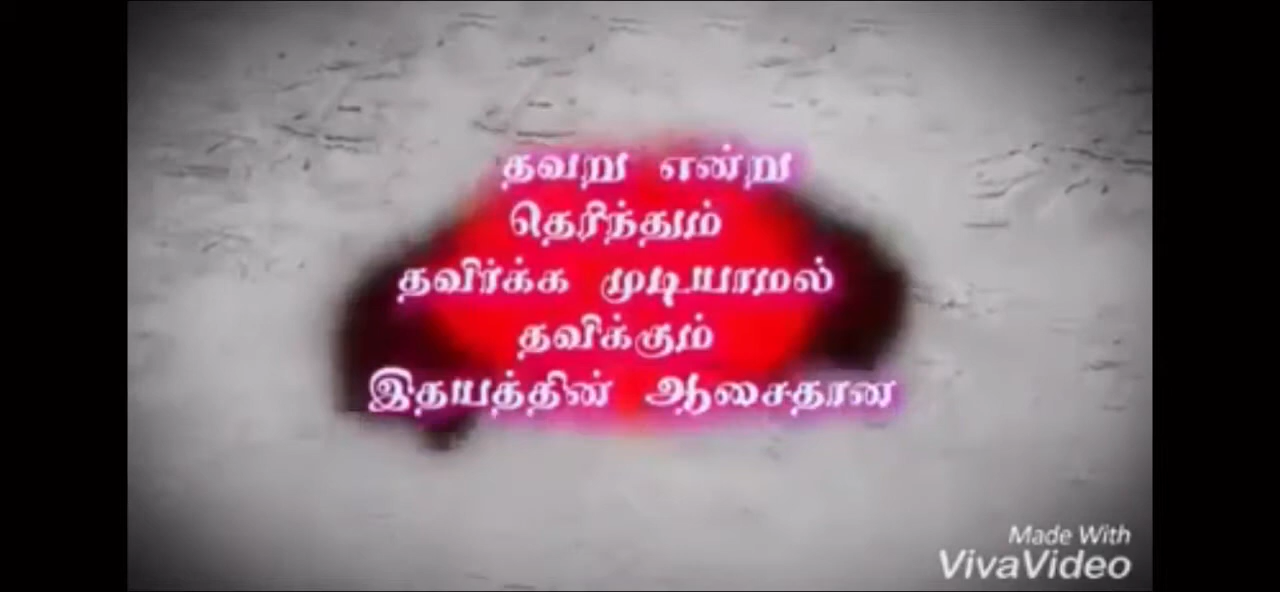 தவறு என்று
தெரிந்தும்
தவிர்க்க முடியாமல்
தவிக்கும்
இதயத்தின் ஆசைதான
Made With
VivaVideo